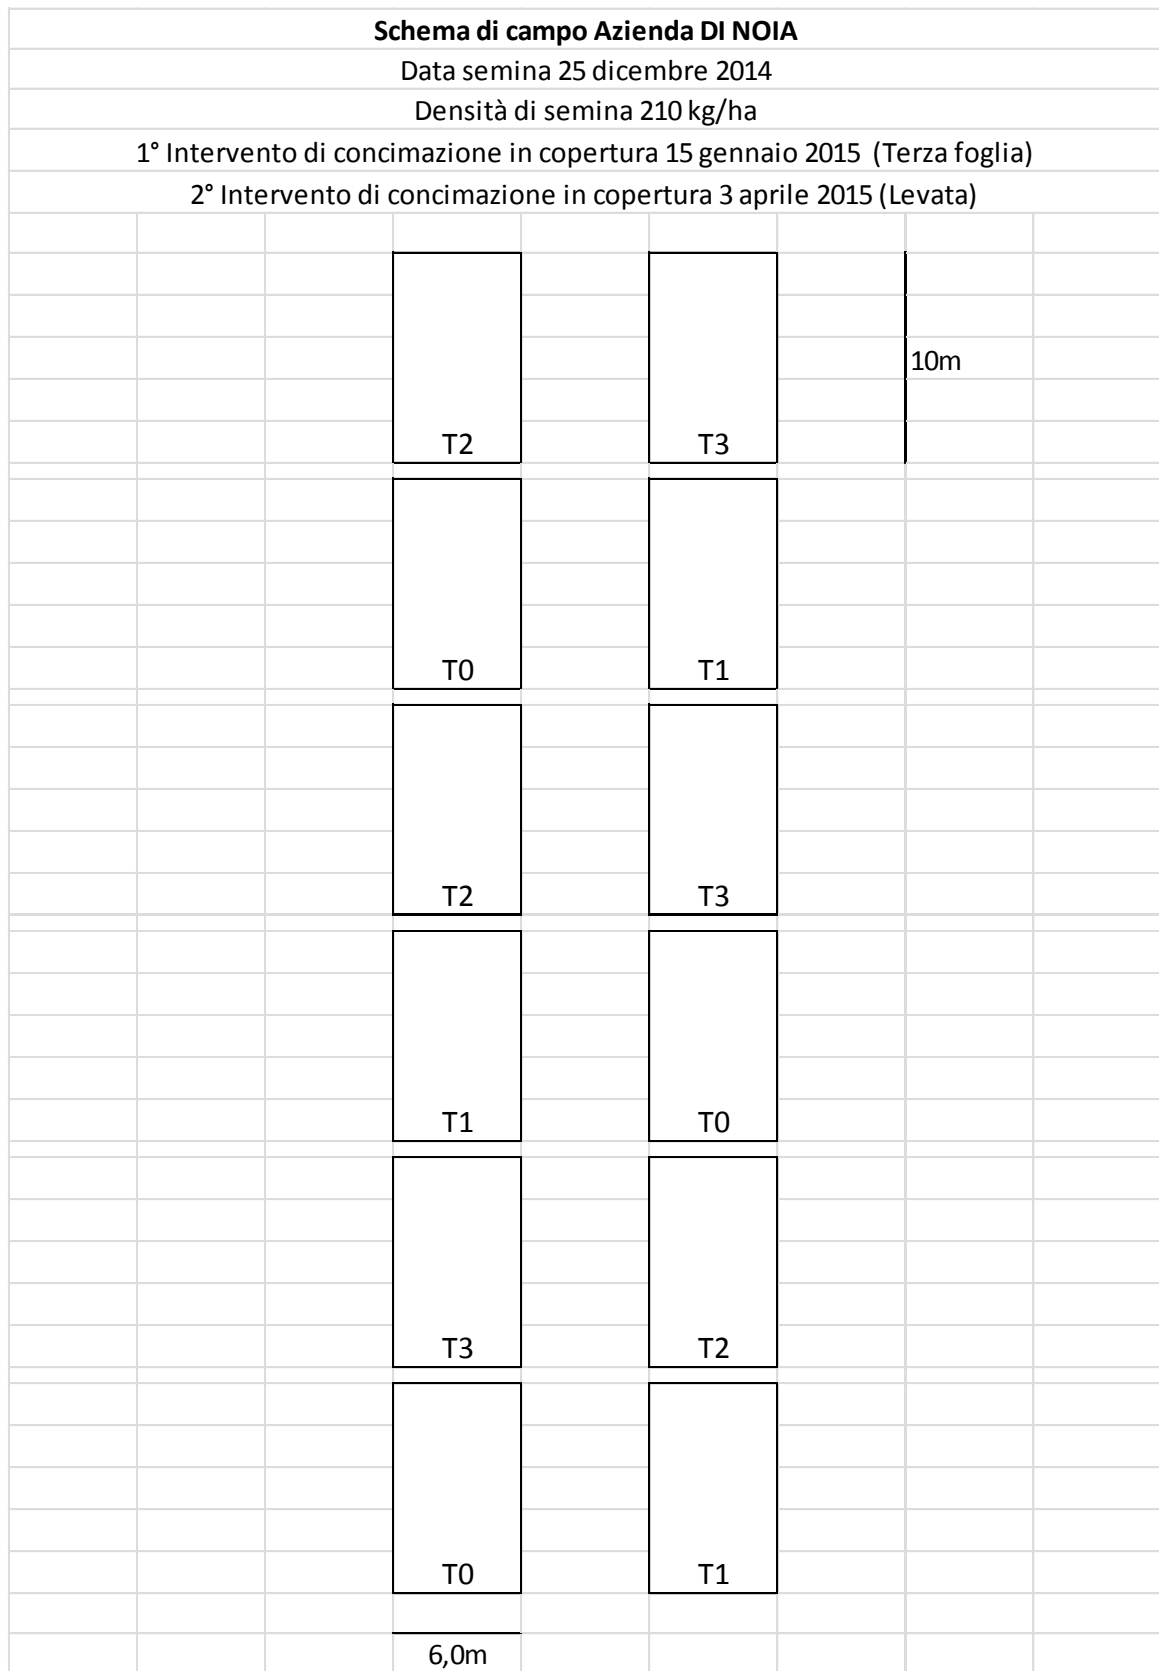 Schema di campo Azienda DI NOIA
Data semina 25 dicembre 2014
Densità di semina 210 kg/ha
1° Intervento di concimazione in copertura 15 gennaio 2015 (Terza foglia)
2° Intervento di concimazione in copertura 3 aprile 2015 (Levata)
10m
T2 T3
T0 T1
T2 T3
T1 T0
T3 T2
T0 T1
6,0m